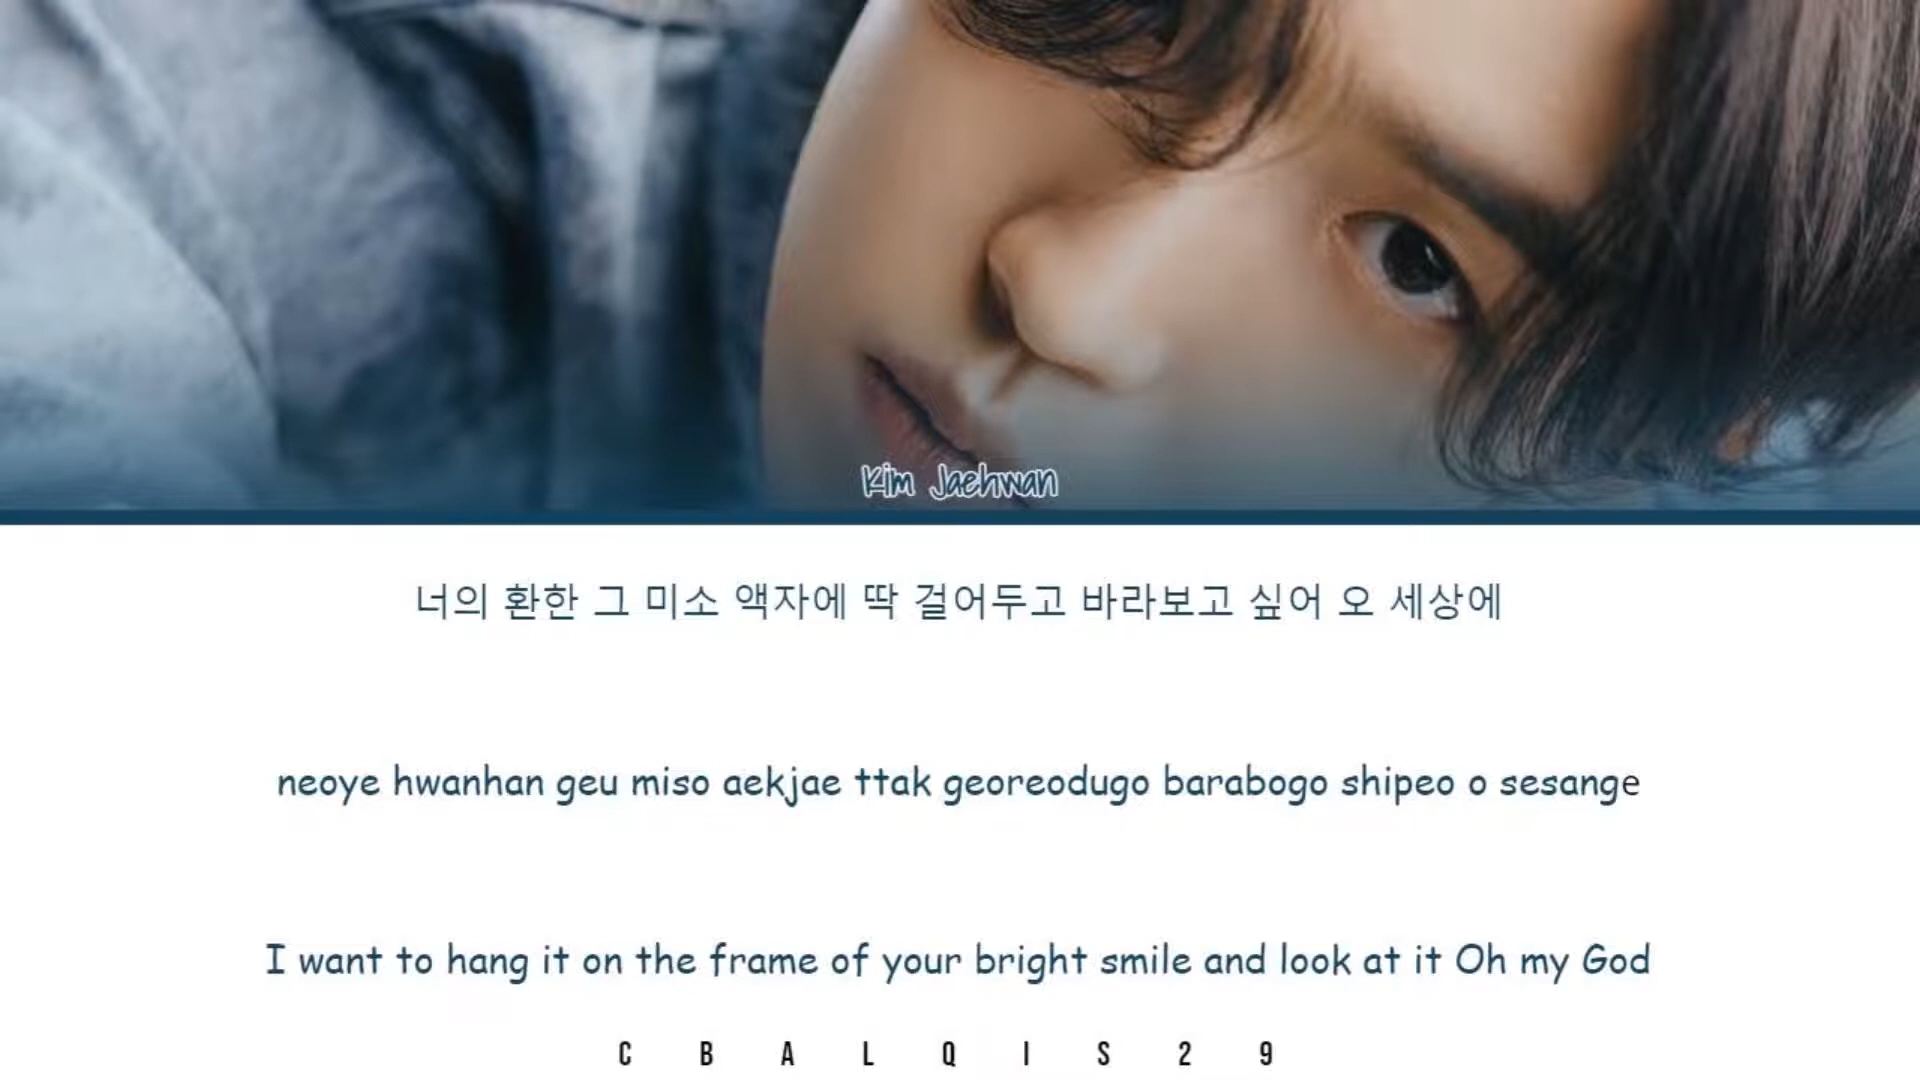 Kim Jaehwan
너의 환한 그 미소 액자에 딱 걸어두고 바라보고 싶어 오 세상에
neoye hwanhan geu miso aekjae ttak georeodugo barabogo shipeo o sesange
I want to hang it on the frame of your bright smile and look at it Oh my God
C B A L Q I S 2 9